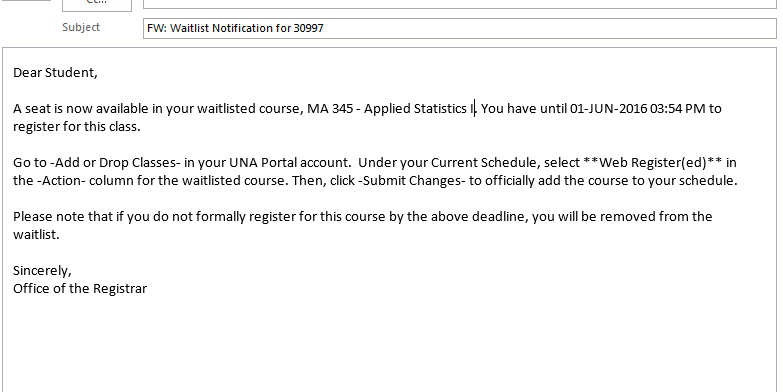 Subject
FW: Waitlist Notification for 30997
Dear Student,
A seat is now available in your waitlisted course, MA 345 - Applied Statistics I. You have until 01-JUN-2016 03:54 PM to
register for this class.
Go to -Add or Drop Classes- in your UNA Portal account.  Under your Current Schedule, select **Web Register(ed)** in
the -Action- column for the waitlisted course. Then, click -Submit Changes- to officially add the course to your schedule.
Please note that if you do not formally register for this course by the above deadline, you will be removed from the
waitlist.
Sincerely,
Office of the Registrar